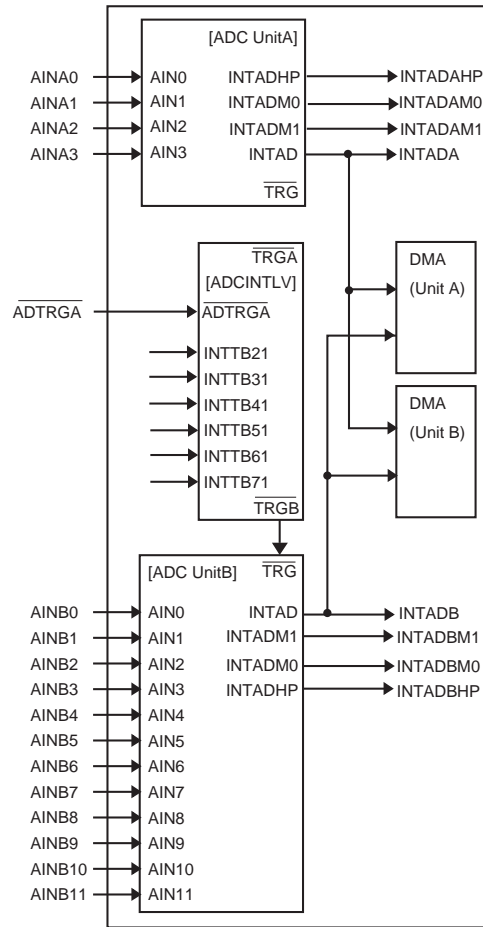 [ADC UnitA]
AINA0 AIN0 INTADHP INTADAHP
AINA1 AIN1 INTADM0 INTADAM0
AINA2 AIN2 INTADM1 INTADAM1
AINA3 AIN3 INTAD INTADA
TRG
TRGA
[ADCINTLV]
ADTRGA ADTRGA
INTTB21
INTTB31
INTTB41
INTTB51
INTTB61
INTTB71
TRGB
DMA
(Unit A)
DMA
(Unit B)
[ADC UnitB] TRG
AINB0 AIN0 INTAD INTADB
AINB1 AIN1 INTADM1 INTADBM1
AINB2 AIN2 INTADM0 INTADBM0
AINB3 AIN3 INTADHP INTADBHP
AINB4 AIN4
AINB5 AIN5
AINB6 AIN6
AINB7 AIN7
AINB8 AIN8
AINB9 AIN9
AINB10 AIN10
AINB11 AIN11